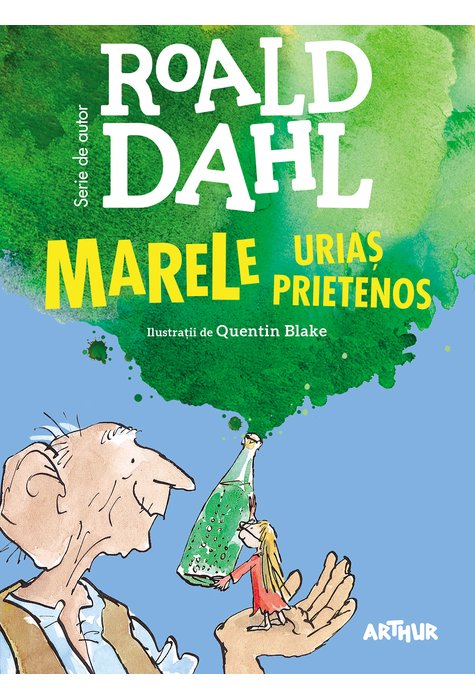 Serie de autor
ROALD
DAHL
MARELE URIAȘ
PRIETENOS
Ilustrații de Quentin Blake
ARTHUR